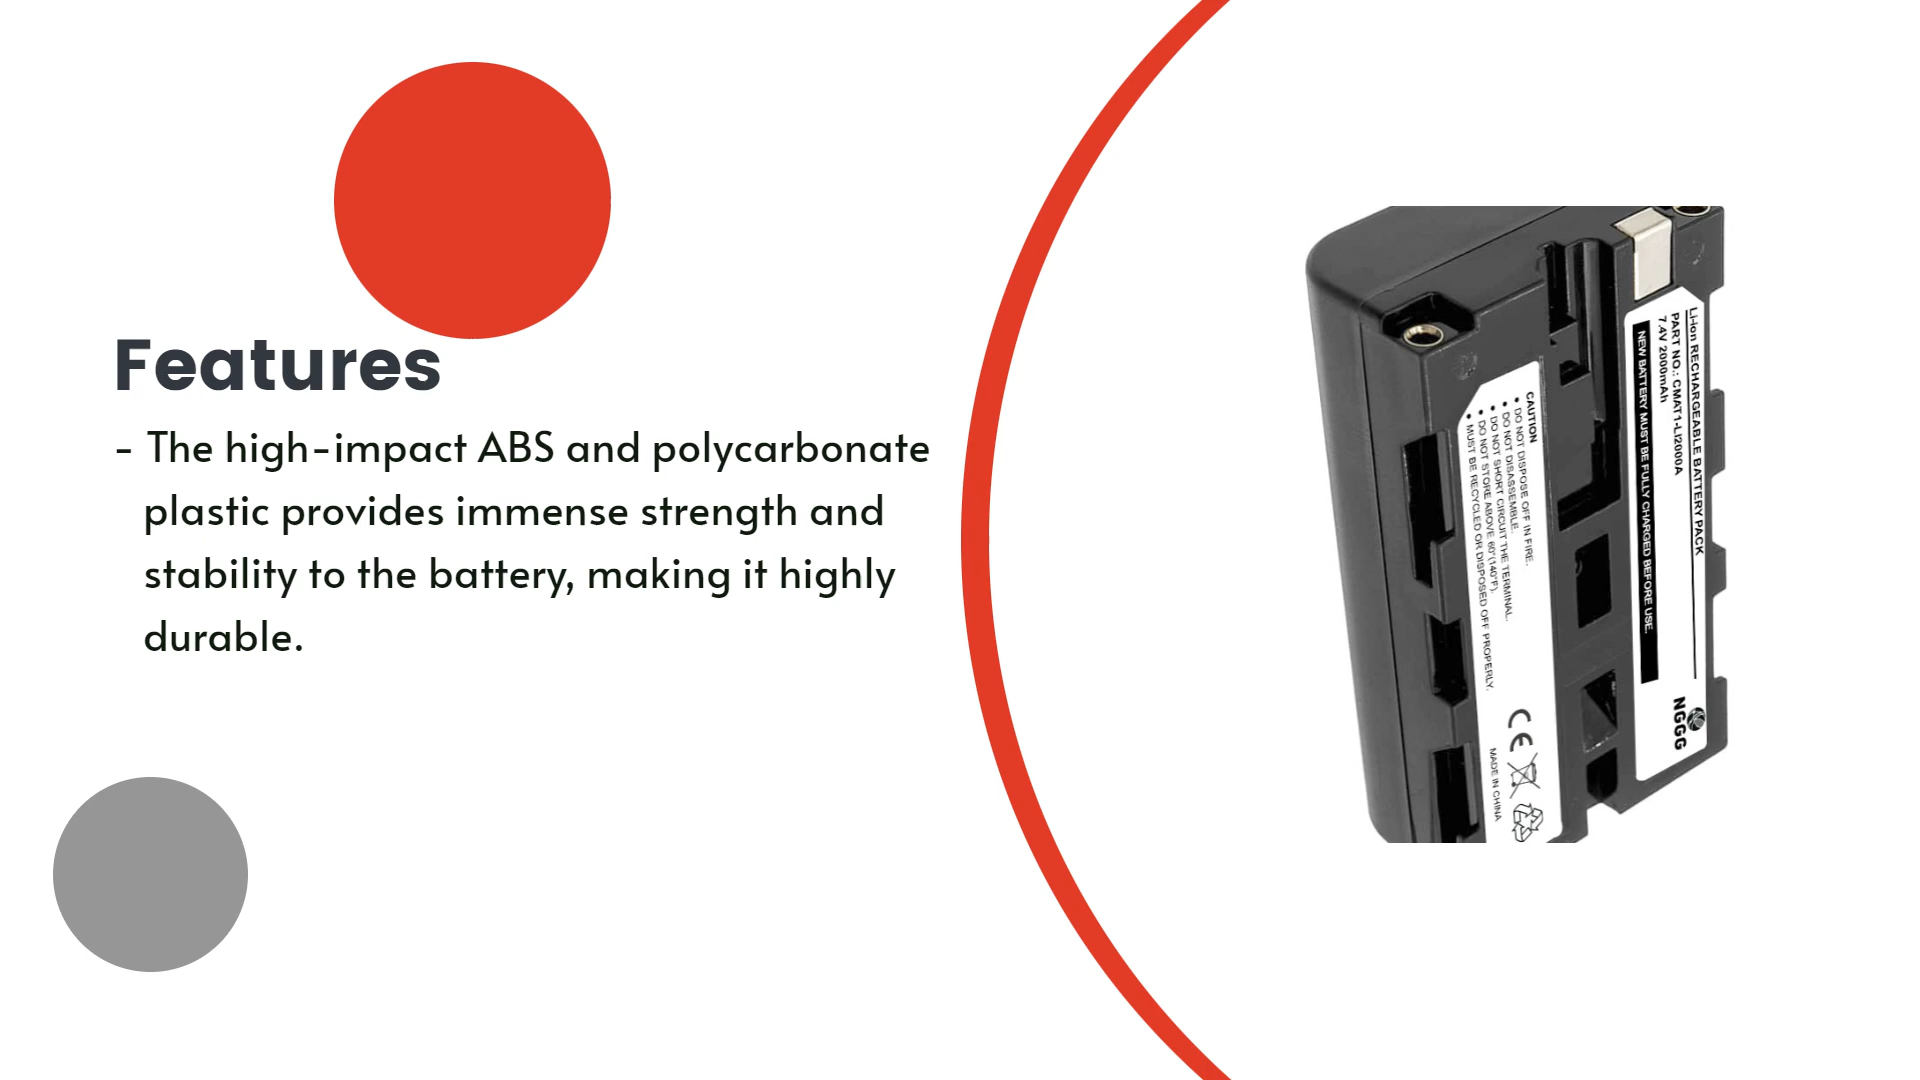 Features
- The high-impact ABS and polycarbonate
plastic provides immense strength and
stability to the battery, making it highly
durable.
Li-ion RECHARGEABLE BATTERY PACK
PART NO.: CMAT1-LI2000A
7.4V 2000mAh
NEW BATTERY MUST BE FULLY CHARGED BEFORE USE.
NGGG
CAUTION
• DO NOT DISPOSE OFF IN FIRE.
• DO NOT DISASSEMBLE.
• DO NOT SHORT CIRCUIT THE TERMINAL.
• DO NOT STORE ABOVE 60°(140°F).
• MUST BE RECYCLED OR DISPOSED OFF PROPERLY.
CE
MADE IN CHINA